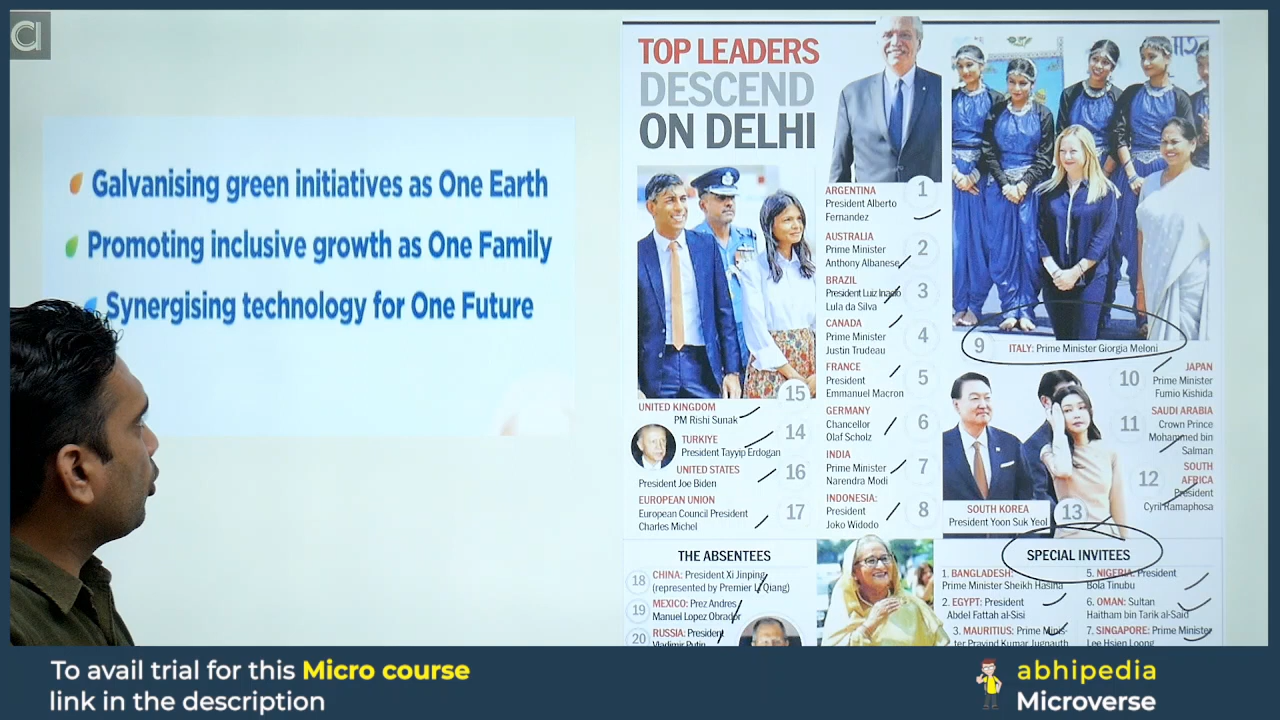 a
Galvanising green initiatives as One Earth
Promoting inclusive growth as One Family
Synergising technology for One Future
TOP LEADERS
DESCEND
ON DELHI
ARGENTINA
President Alberto
Fernandez
1
AUSTRALIA
Prime Minister
Anthony Albanese
2
BRAZIL
President Luiz Inacio
Lula da Silva
3
CANADA
Prime Minister
Justin Trudeau
4
FRANCE
President
Emmanuel Macron
5
GERMANY
Chancellor
Olaf Scholz
6
INDIA
Prime Minister
Narendra Modi
7
INDONESIA:
President
Joko Widodo
8
9
ITALY: Prime Minister Giorgia Meloni
10
JAPAN
Prime Minister
Fumio Kishida
11
SAUDI ARABIA
Crown Prince
Mohammed bin
Salman
12
SOUTH
AFRICA
President
Cyril Ramaphosa
SOUTH KOREA
President Yoon Suk Yeol
13
15
UNITED KINGDOM
PM Rishi Sunak
14
TURKIYE
President Tayyip Erdogan
UNITED STATES
President Joe Biden
16
EUROPEAN UNION
European Council President
Charles Michel
17
THE ABSENTEES
18
CHINA: President Xi Jinping
(represented by Premier Li Qiang)
19
MEXICO: Prez Andres
Manuel Lopez Obrador
20
RUSSIA: President
Vladimir Putin
SPECIAL INVITEES
1. BANGLADESH:
Prime Minister Sheikh Hasina
2. EGYPT: President
Abdel Fattah al-Sisi
3. MAURITIUS: Prime Minis-
ter Pravind Kumar Jugnauth
5. NIGERIA: President
Bola Tinubu
6. OMAN: Sultan
Haitham bin Tarik al-Said
7. SINGAPORE: Prime Minister
Lee Hsien Loong
To avail trial for this Micro course
link in the description
abhipedia
Microverse